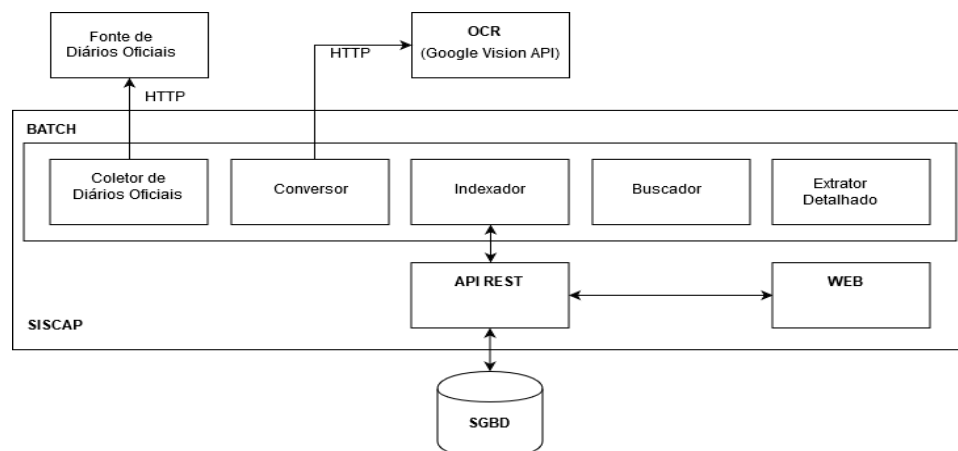 Fonte de
Diários Oficiais
OCR
(Google Vision API)
HTTP
HTTP
BATCH
Coletor de
Diários Oficiais
Conversor
Indexador
Buscador
Extrator
Detalhado
API REST
WEB
SISCAP
SGBD